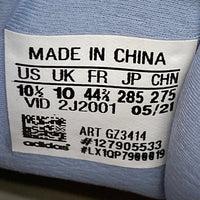 MADE IN CHINA
US UK FR JP CHN
10½ 10 44⅔ 285 275
VID 2J2001 05/21
ART GZ3414
adidas #127905533
#LX1QP7900019